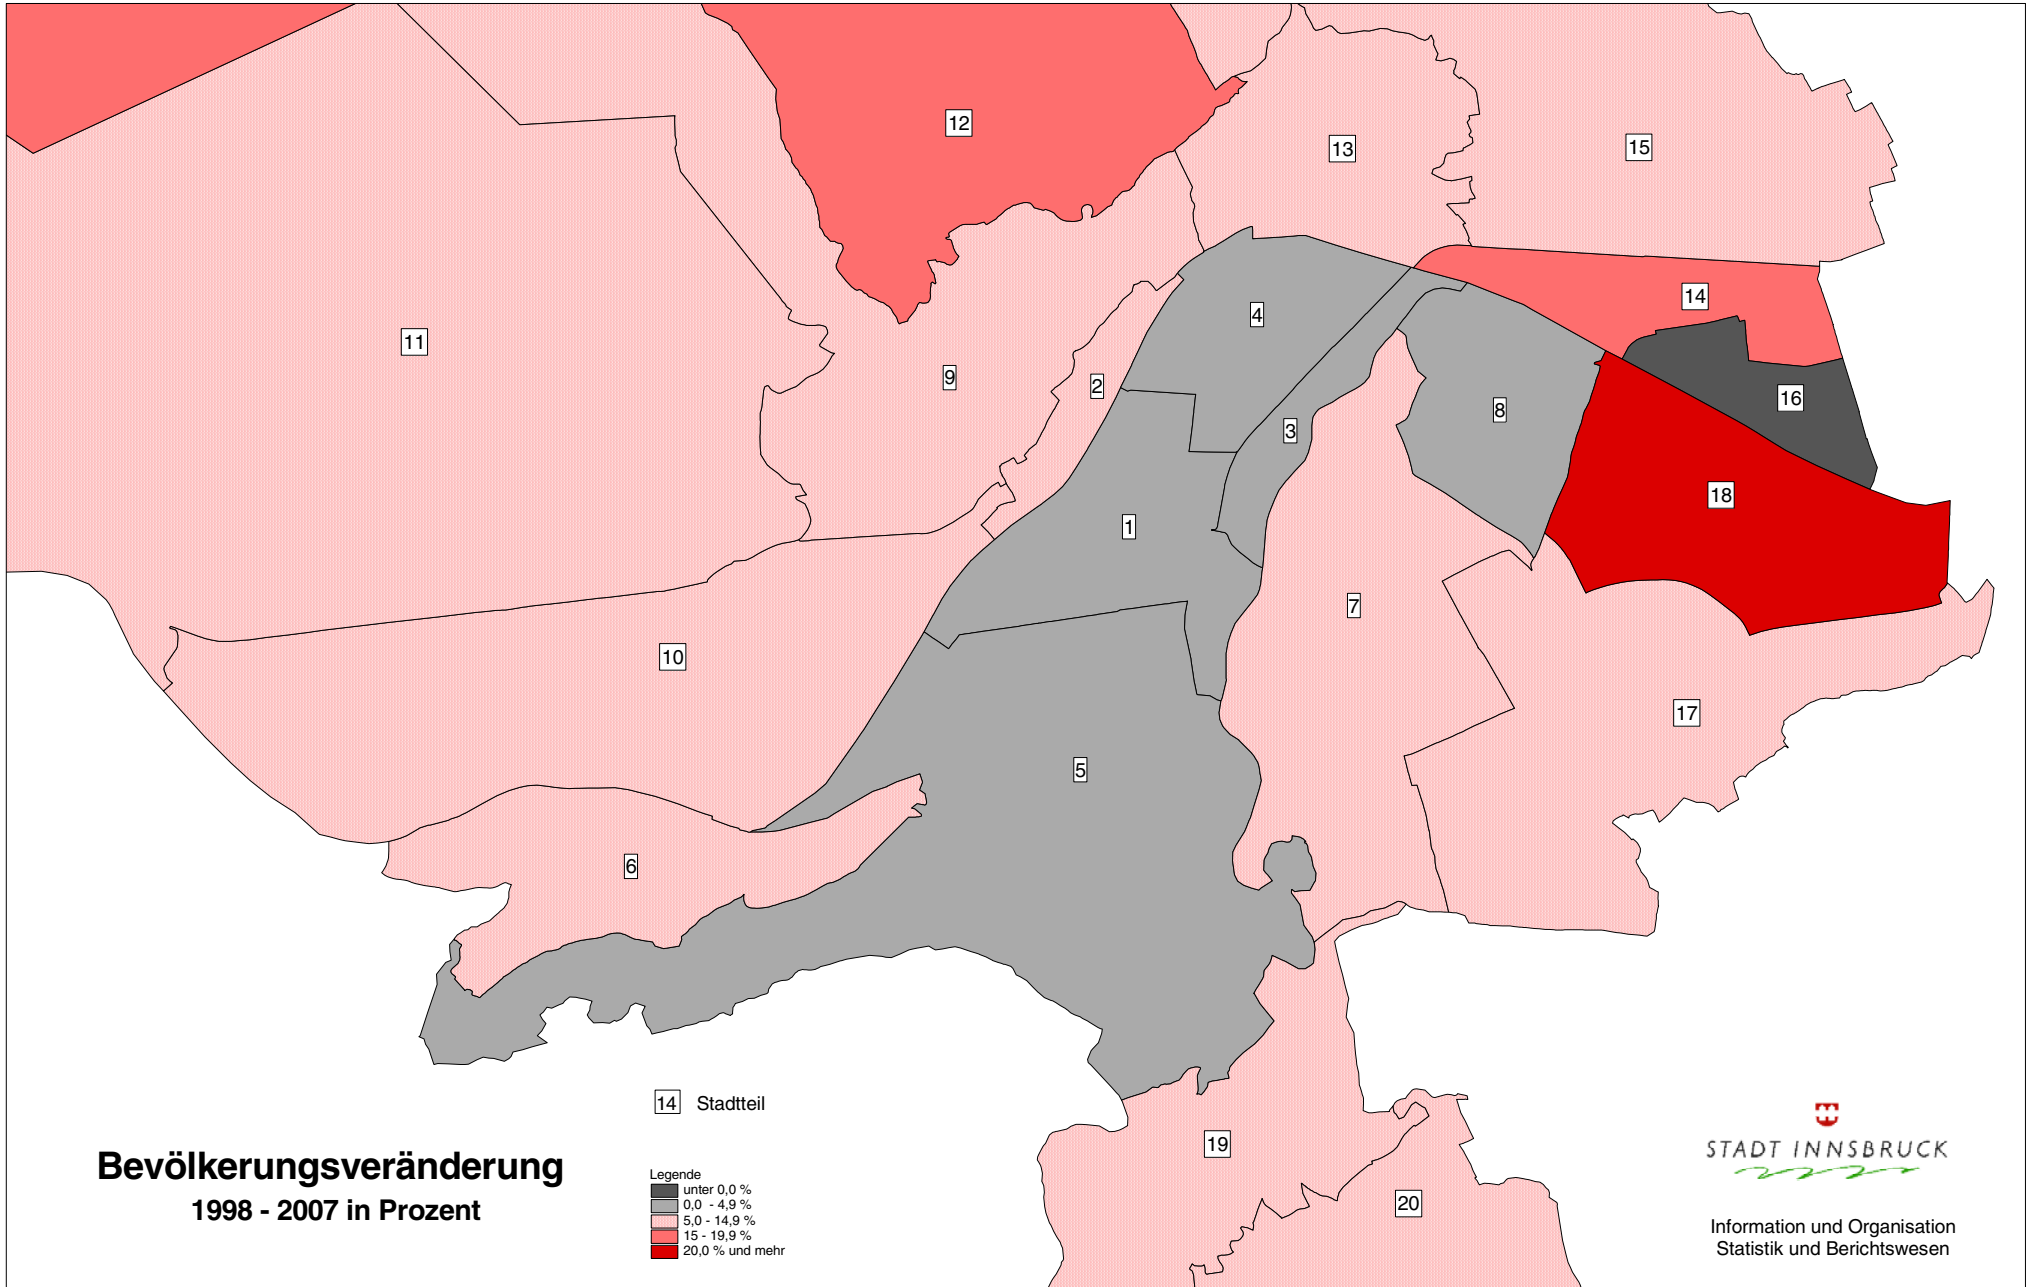 12
13
15
14
4
11
9
2
16
8
3
18
1
7
10
17
5
6
14 Stadtteil
19
20
Bevölkerungsveränderung
1998 - 2007 in Prozent
Legende
unter 0,0 %
0,0 - 4,9 %
5,0 - 14,9 %
15 - 19,9 %
20,0 % und mehr
STADT INNSBRUCK
Information und Organisation
Statistik und Berichtswesen